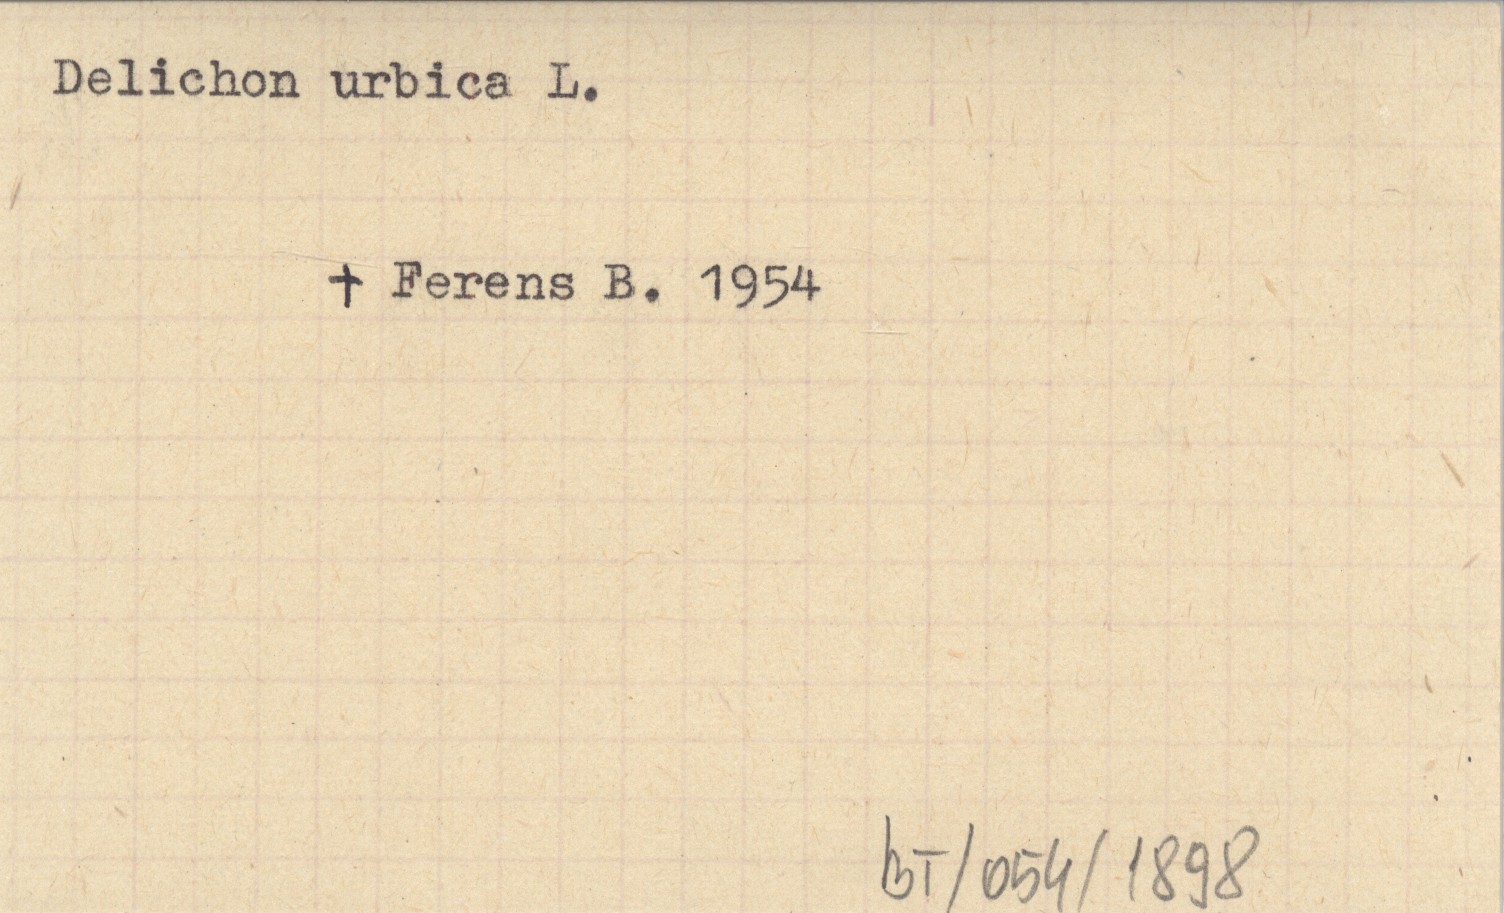 Delichon urbica L.
† Ferens B. 1954
BT/054/1898